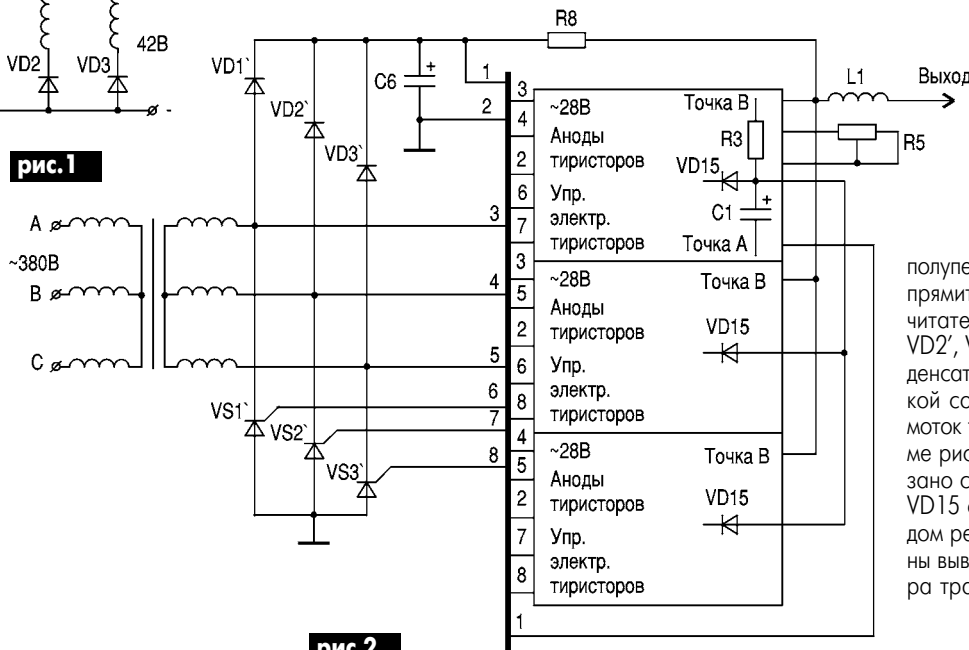 42В
VD2
VD3
-
рис.1
R8
VD1`
C6
+
1
2
VD2`
VD3`
L1
Выход
R5
3
4
2
6
7
~28В
Аноды
тиристоров
Упр.
электр.
тиристоров
Точка В
R3
VD15
C1
+
Точка А
A
~380В
B
C
3
4
5
6
7
8
VS1`
VS2`
VS3`
3
5
2
6
8
~28В
Аноды
тиристоров
Упр.
электр.
тиристоров
Точка В
VD15
4
5
2
7
8
~28В
Аноды
тиристоров
Упр.
электр.
тиристоров
Точка В
VD15
1
рис.2
полупе
прямит
читате
VD2', V
денсат
кой со
моток
ме рис
зано с
VD15
дом ре
ны выв
ра тро